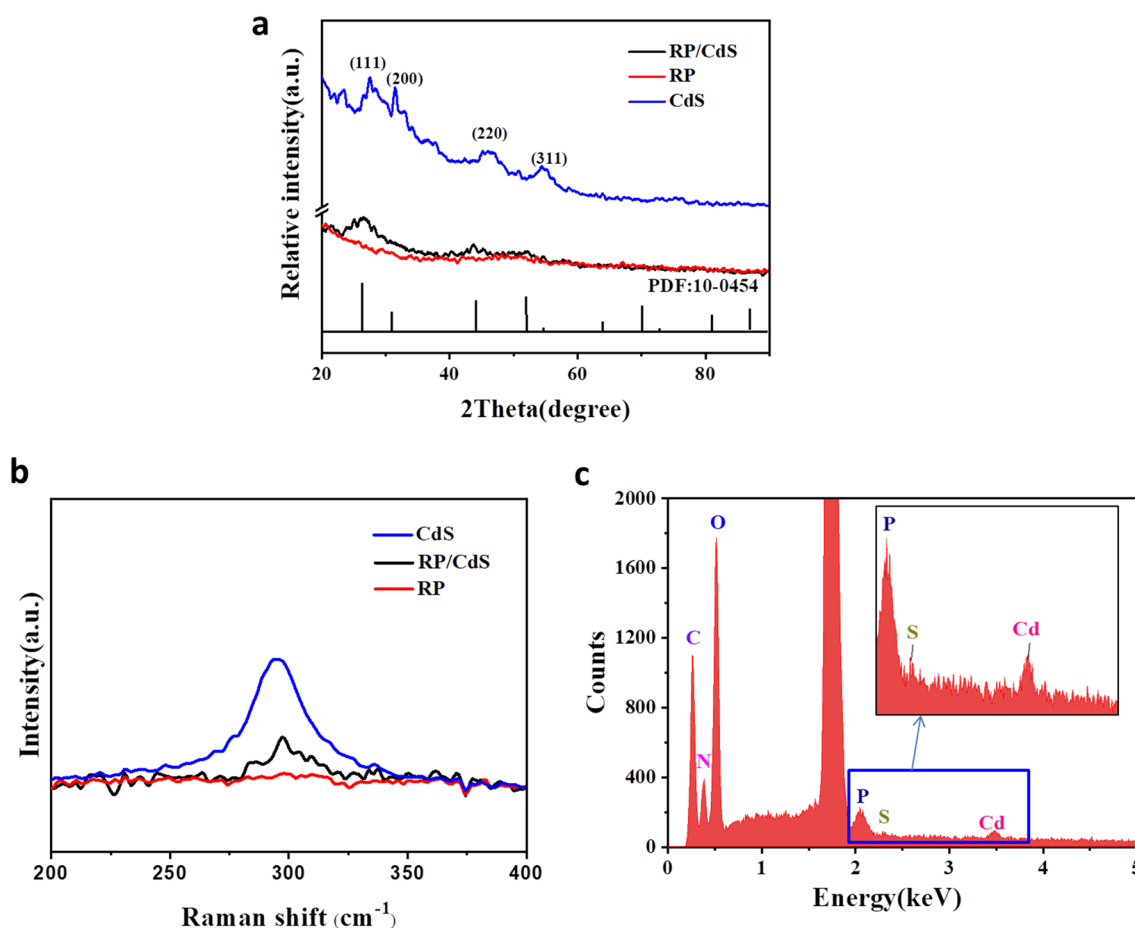 a
Relative intensity(a.u.)
(111)
(200)
(220)
(311)
RP/CdS
RP
CdS
PDF:10-0454
20 40 60 80
2Theta(degree)
b
Intensity(a.u.)
CdS
RP/CdS
RP
200 250 300 350 400
Raman shift (cm⁻¹)
c
Counts
2000
1600
1200
800
400
0
C
N
O
P
S
Cd
P
S
Cd
0 1 2 3 4 5
Energy(keV)